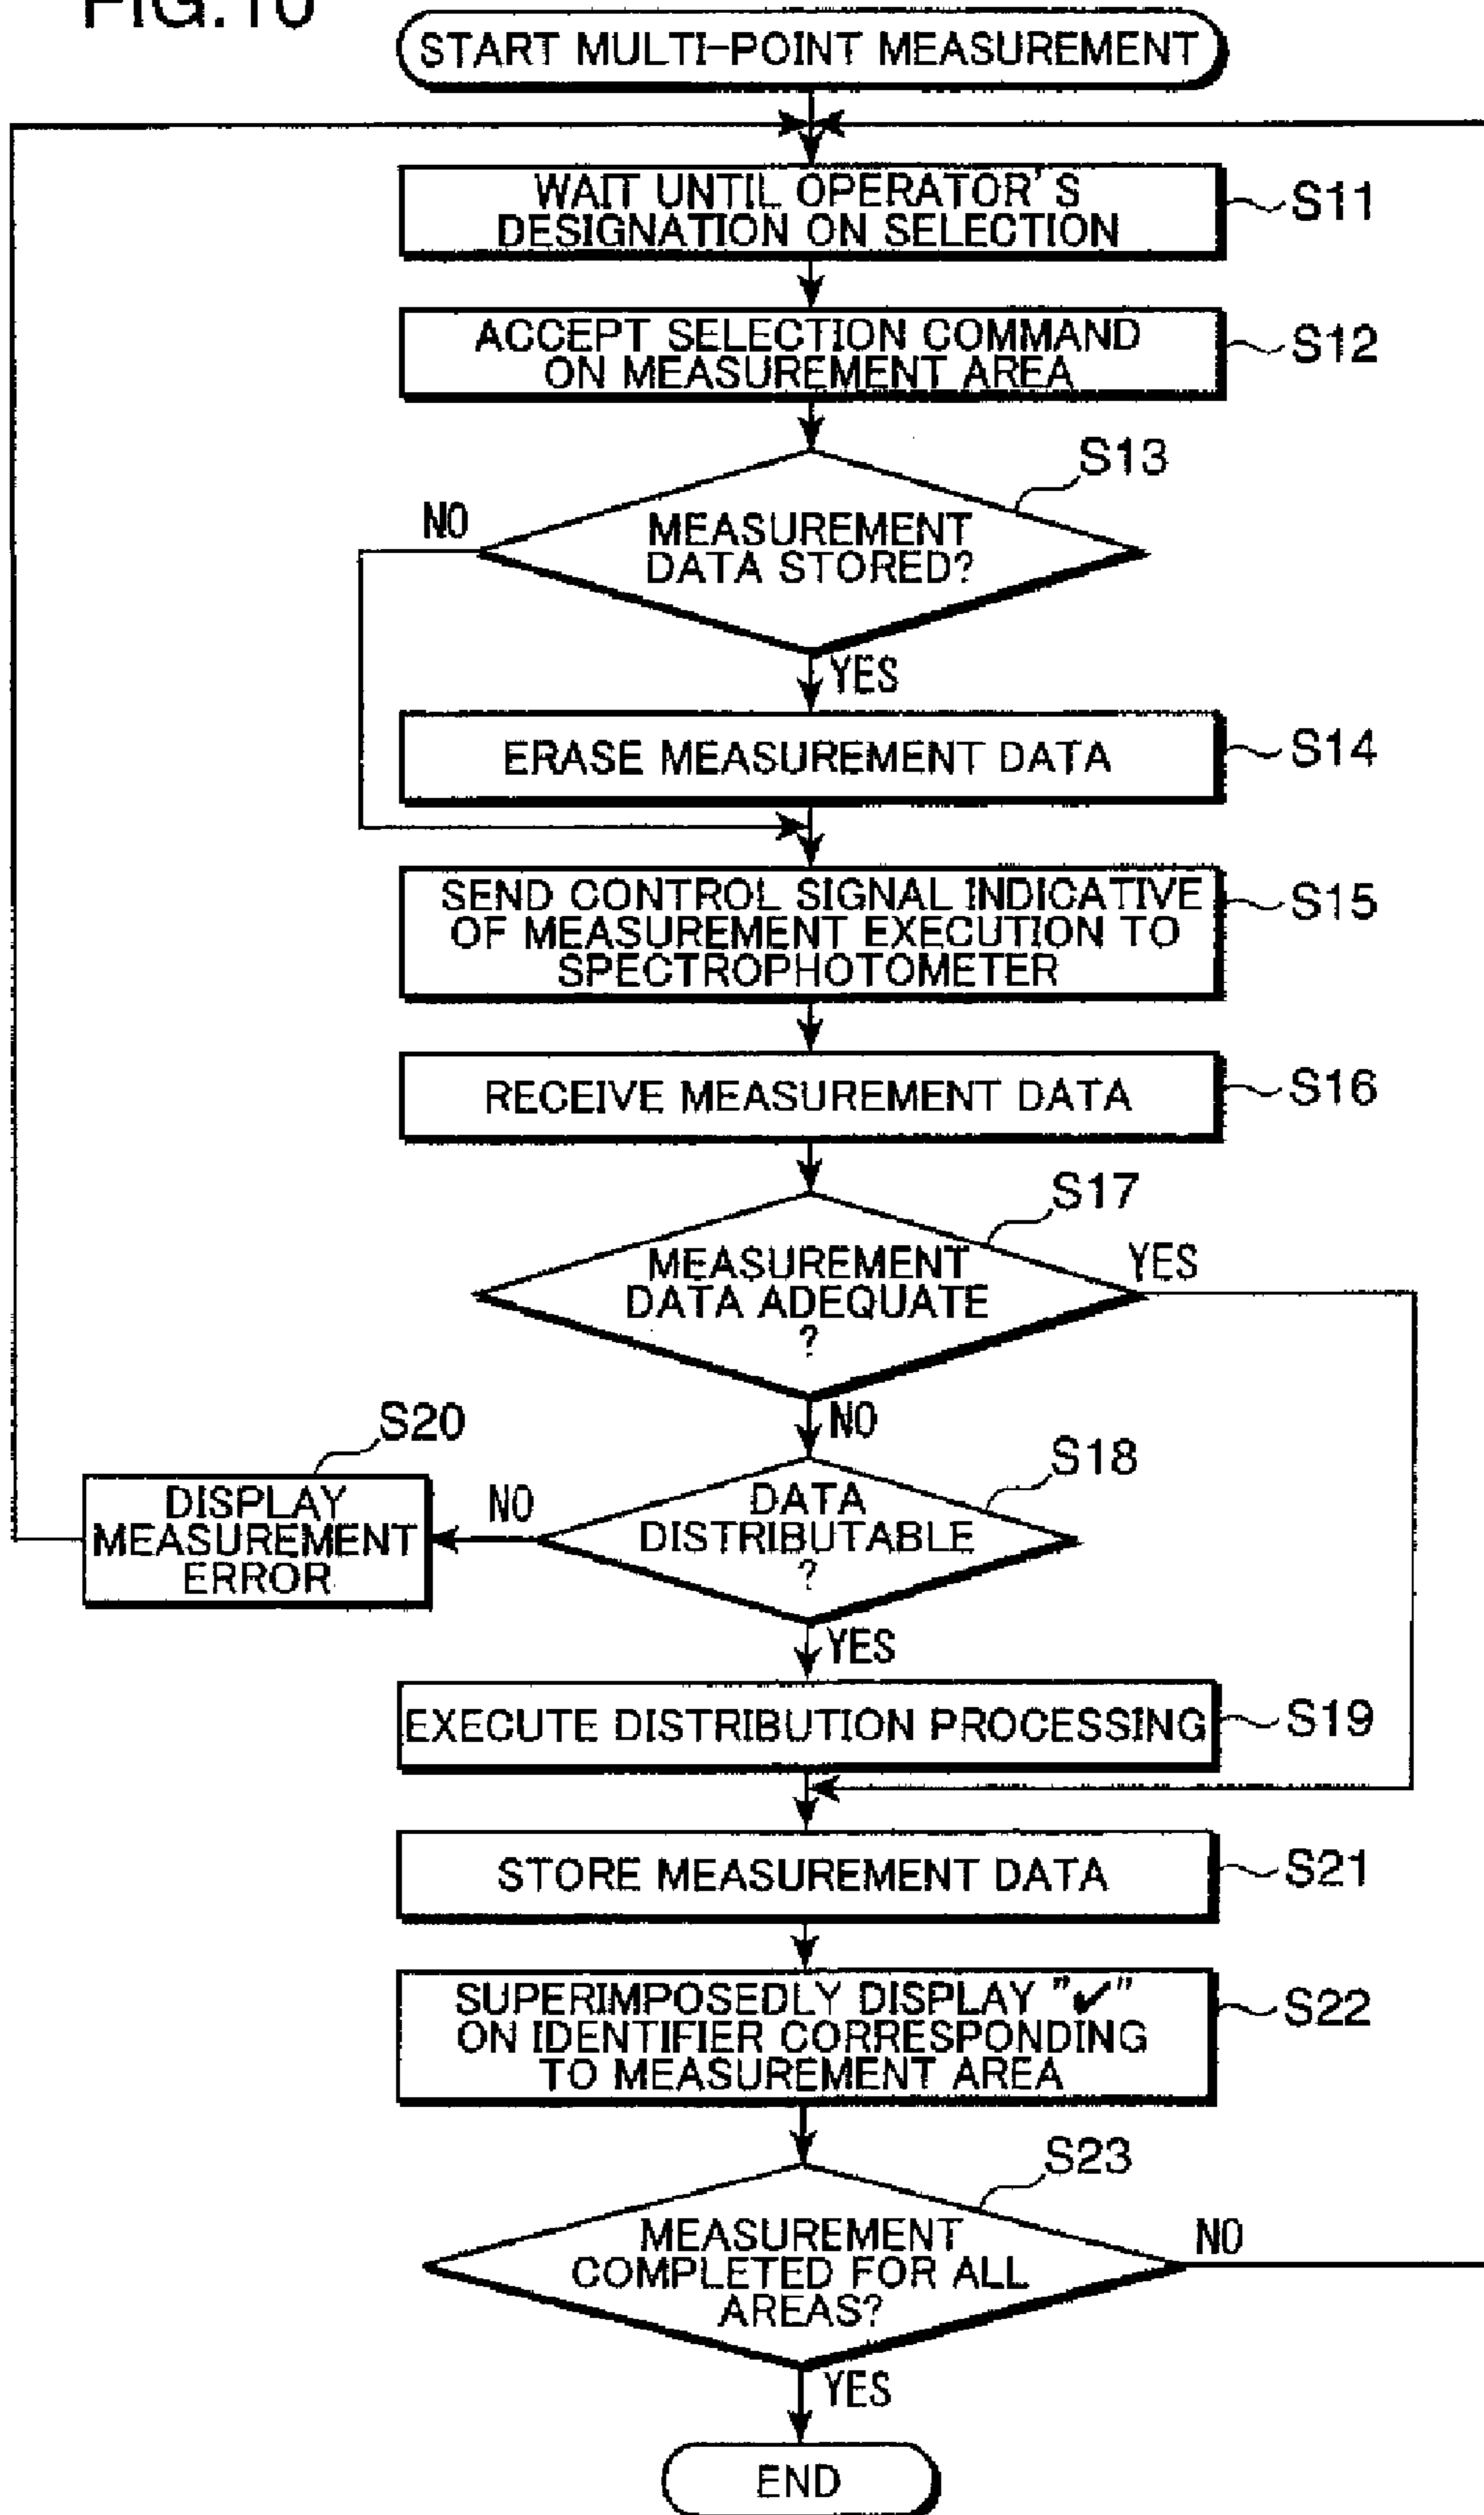 FIG.10
START MULTI-POINT MEASUREMENT
WAIT UNTIL OPERATOR'S
DESIGNATION ON SELECTION
S11
ACCEPT SELECTION COMMAND
ON MEASUREMENT AREA
S12
S13
NO
MEASUREMENT
DATA STORED?
YES
ERASE MEASUREMENT DATA
S14
SEND CONTROL SIGNAL INDICATIVE
OF MEASUREMENT EXECUTION TO
SPECTROPHOTOMETER
S15
RECEIVE MEASUREMENT DATA
S16
S17
MEASUREMENT
DATA ADEQUATE
?
YES
NO
S20
DISPLAY
MEASUREMENT
ERROR
NO
S18
DATA
DISTRIBUTABLE
?
YES
EXECUTE DISTRIBUTION PROCESSING
S19
STORE MEASUREMENT DATA
S21
SUPERIMPOSEDLY DISPLAY "✔"
ON IDENTIFIER CORRESPONDING
TO MEASUREMENT AREA
S22
S23
MEASUREMENT
COMPLETED FOR ALL
AREAS?
NO
YES
END